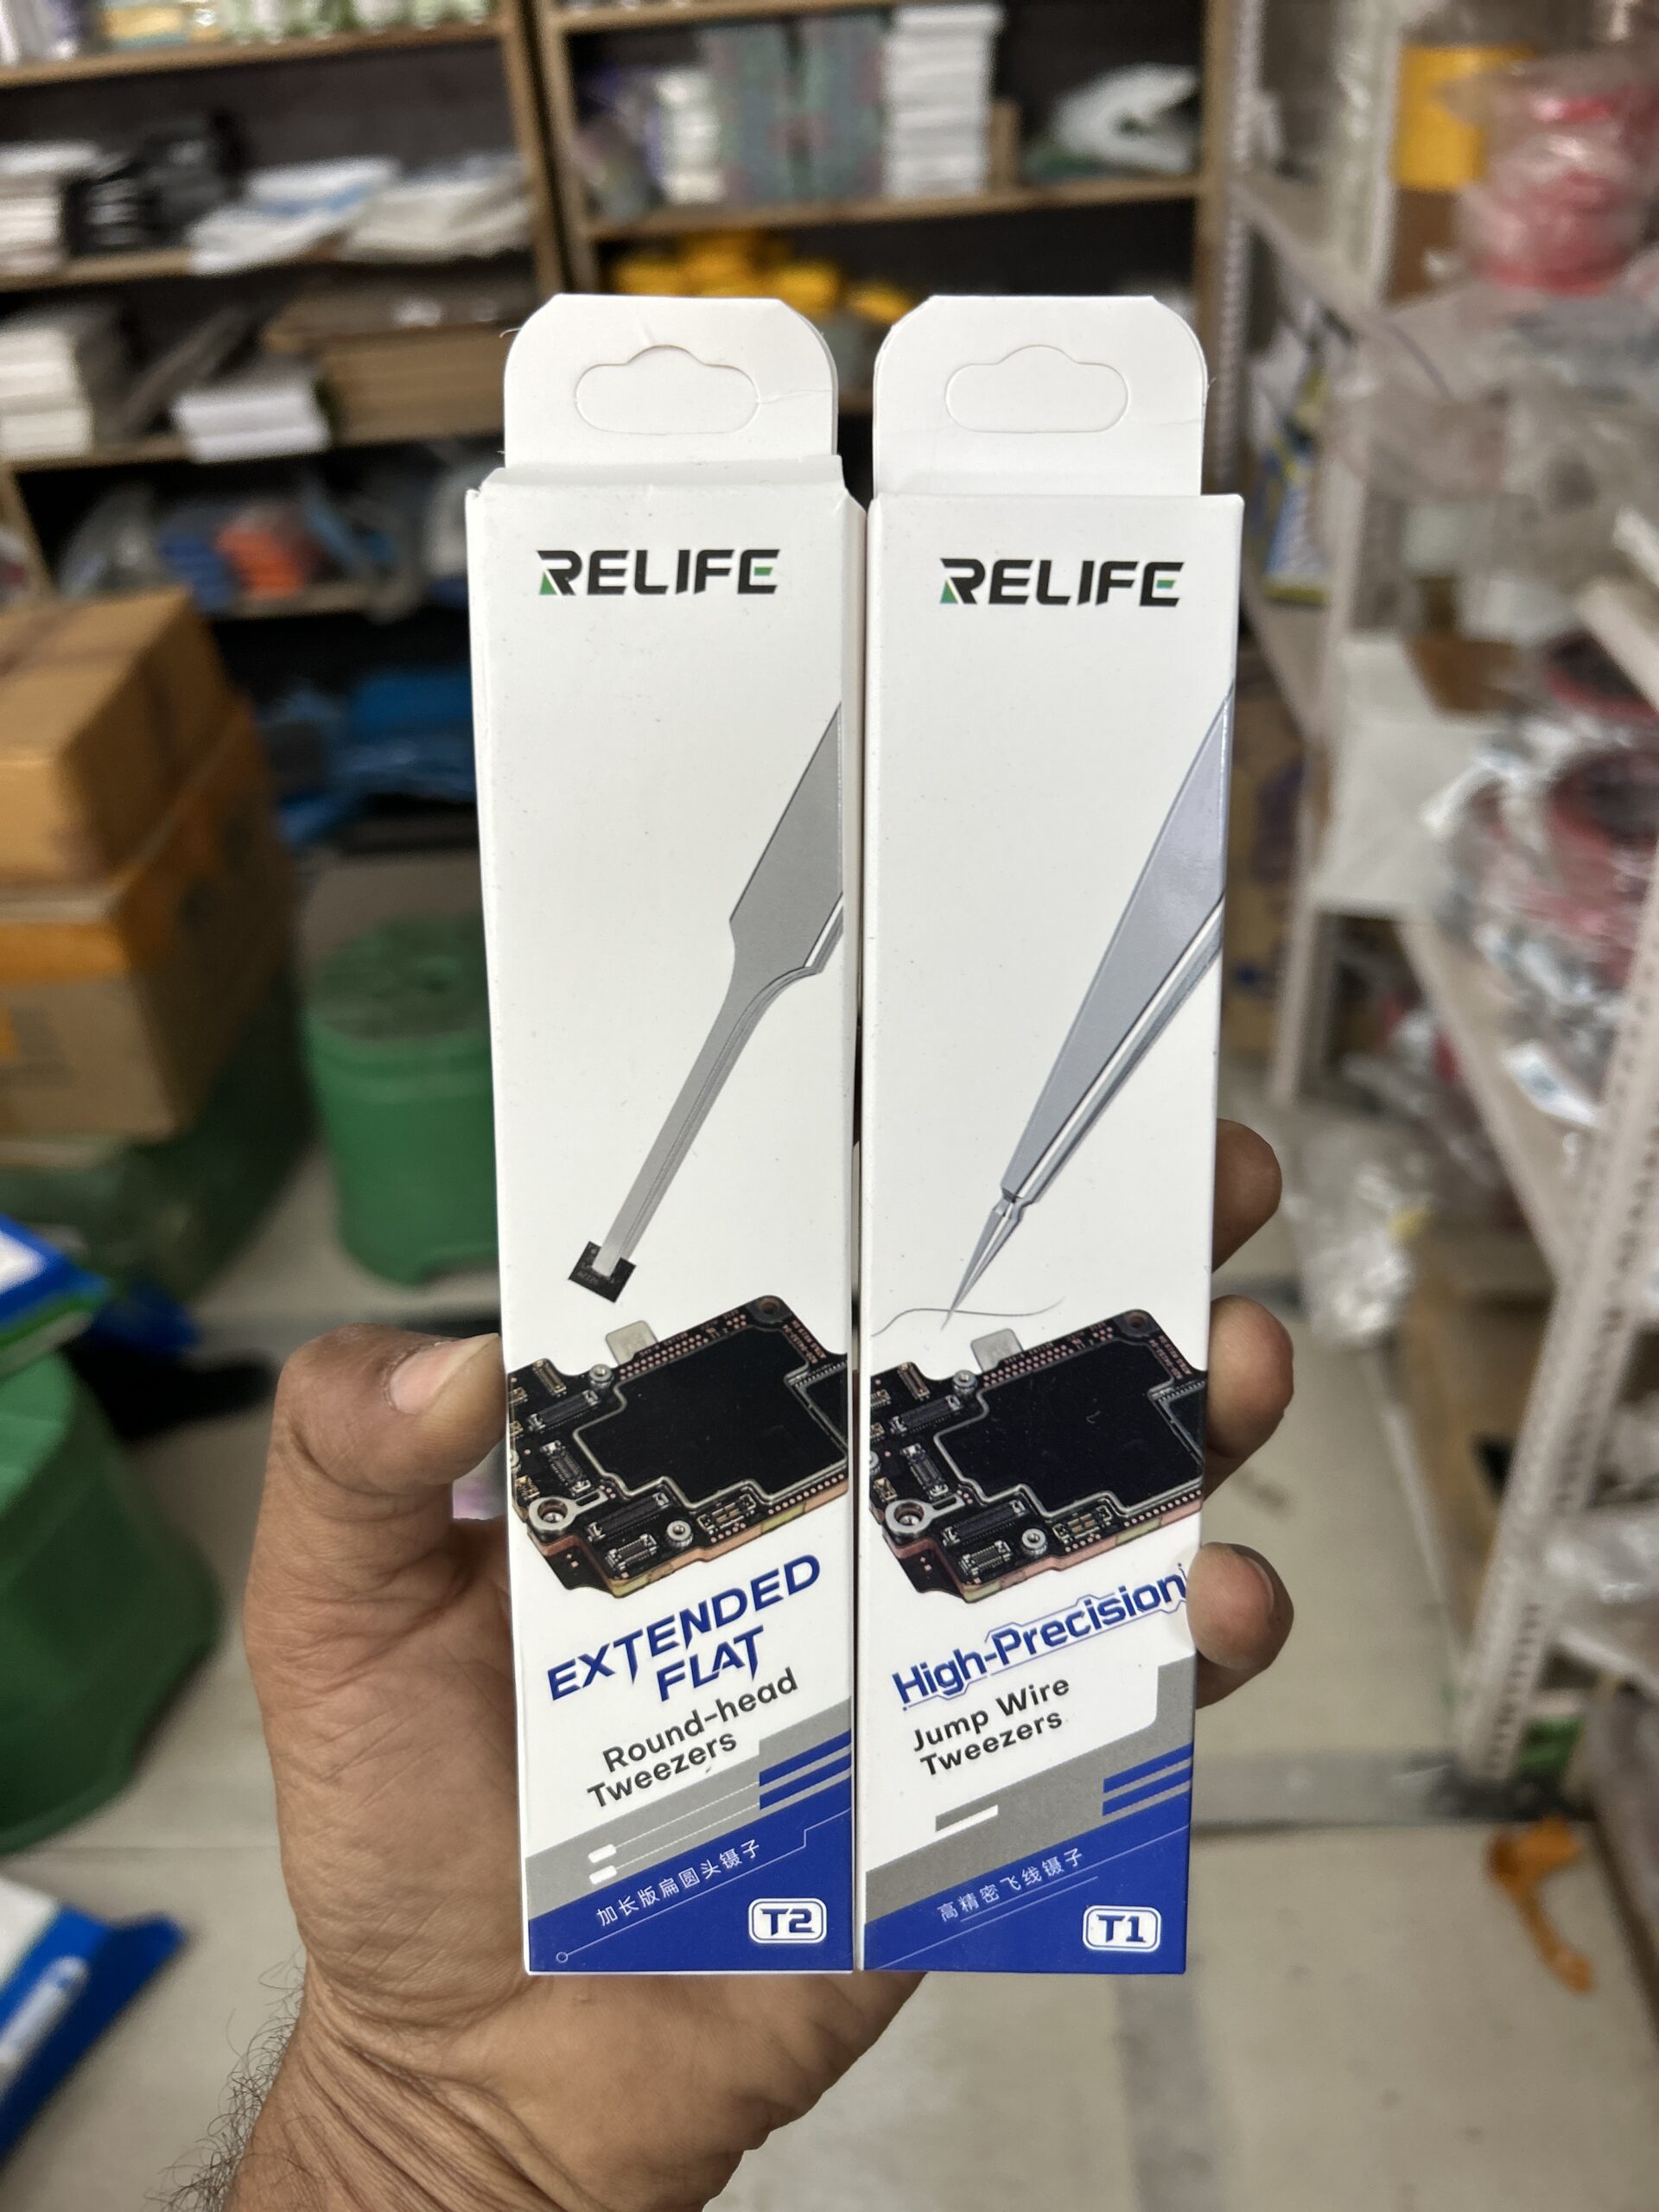 RELIFE
EXTENDED
FLAT
Round-head
Tweezers
加长版扁圆头镊子
T2
RELIFE
High-Precision
Jump Wire
Tweezers
高精密飞线镊子
T1